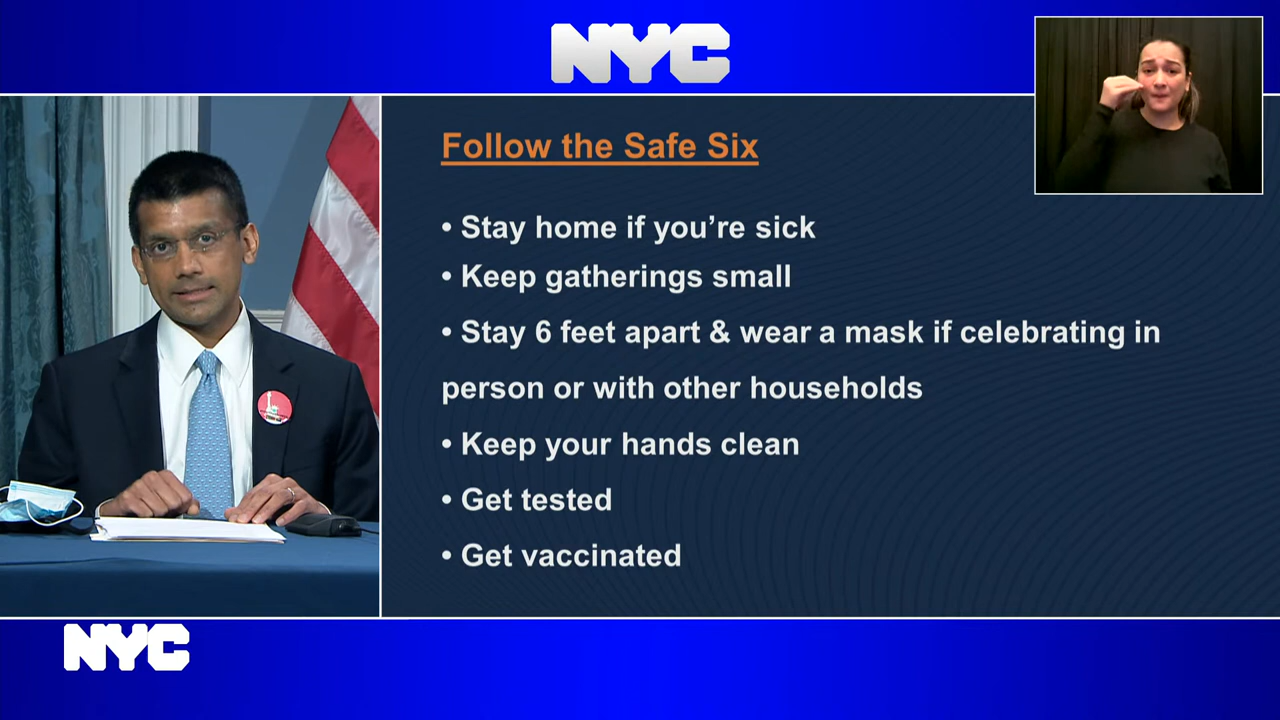 NYC
Follow the Safe Six
• Stay home if you’re sick
• Keep gatherings small
• Stay 6 feet apart & wear a mask if celebrating in
person or with other households
• Keep your hands clean
• Get tested
• Get vaccinated
NYC